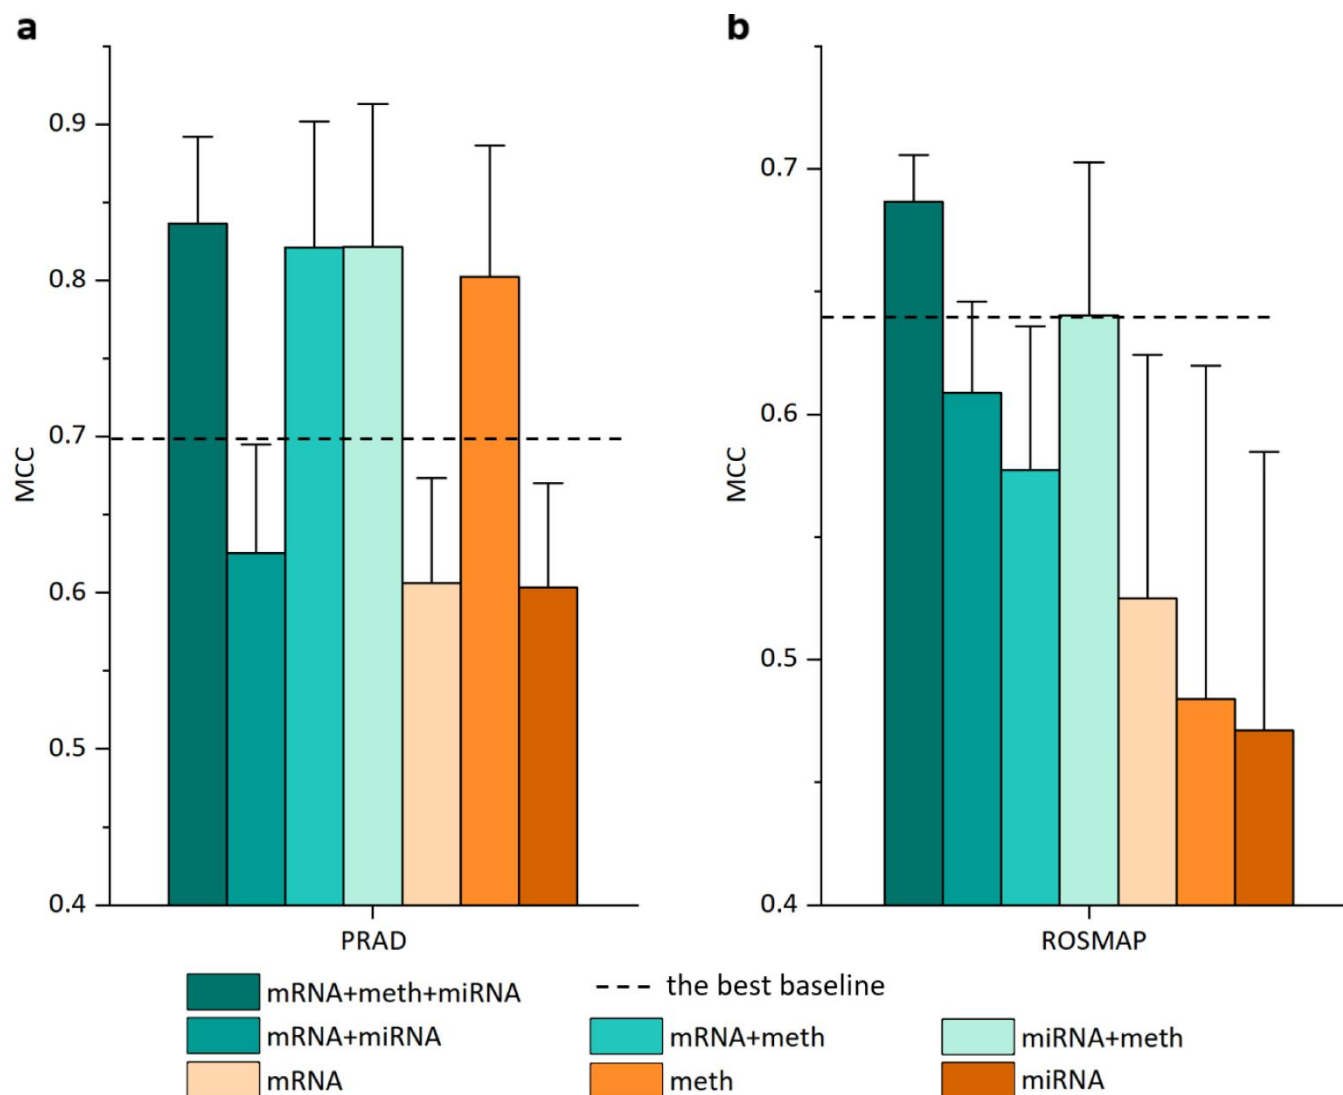 a
0.9
0.8
0.7
0.6
0.5
0.4
MCC
PRAD
b
0.7
0.6
0.5
0.4
MCC
ROSMAP
mRNA+meth+miRNA
the best baseline
mRNA+miRNA
mRNA+meth
miRNA+meth
mRNA
meth
miRNA